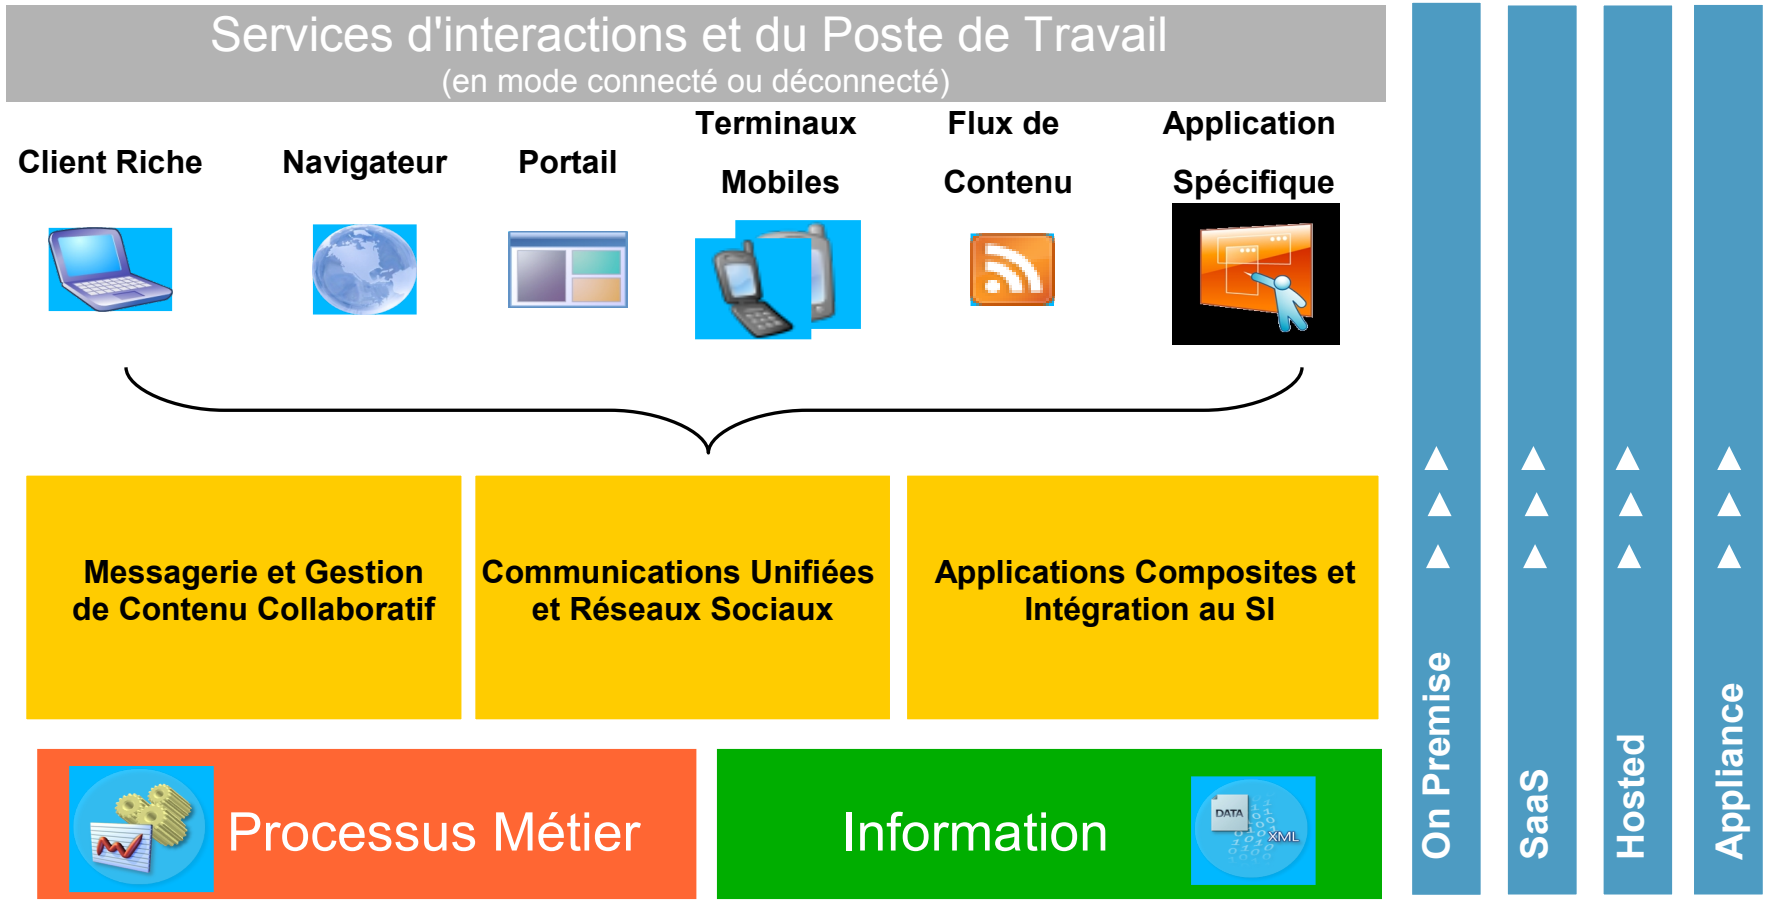 Services d'interactions et du Poste de Travail
(en mode connecté ou déconnecté)
Client Riche
Navigateur
Portail
Terminaux
Mobiles
Flux de
Contenu
Application
Spécifique
Messagerie et Gestion
de Contenu Collaboratif
Communications Unifiées
et Réseaux Sociaux
Applications Composites et
Intégration au SI
Processus Métier
Information
DATA
XML
On Premise
SaaS
Hosted
Appliance